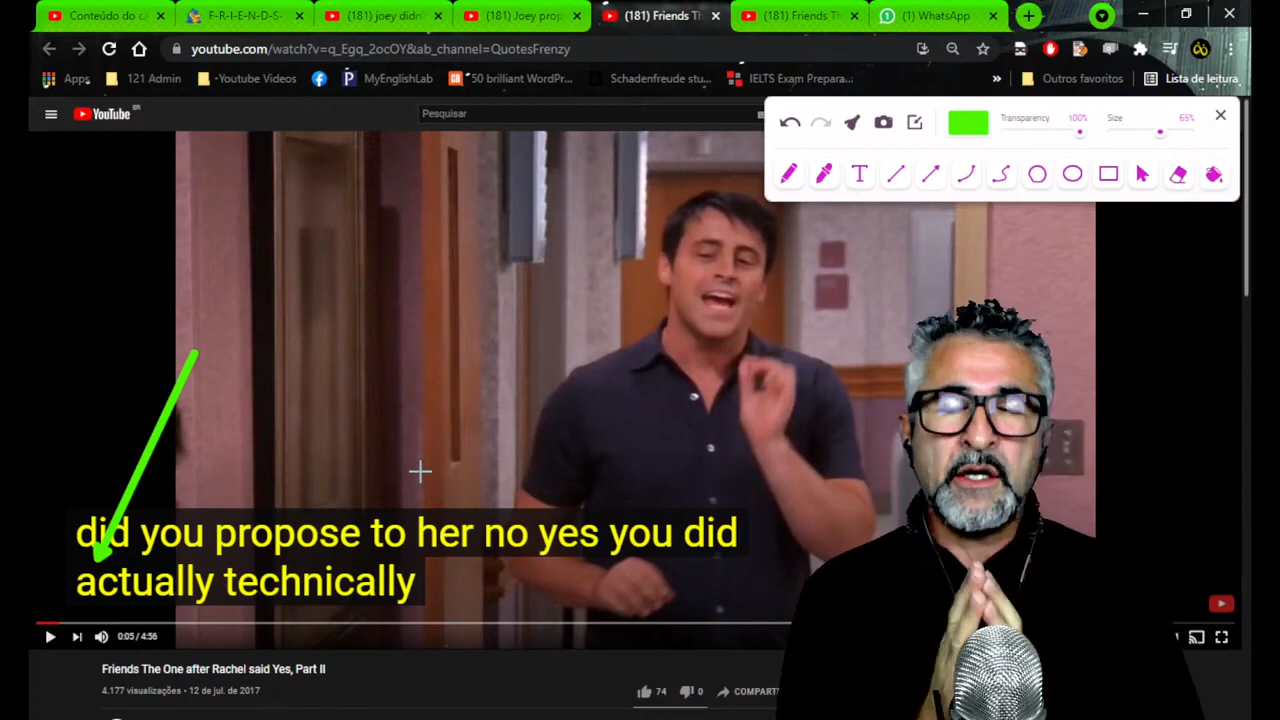 Conteúdo do ca
F-R-I-E-N-D-S-
(181) joey didn'
(181) Joey prop
(181) Friends T
(181) Friends T
(1) WhatsApp
youtube.com/watch?v=q_Egq_2ocOY&ab_channel=QuotesFrenzy
Apps
121 Admin
-Youtube Videos
MyEnglishLab
50 brilliant WordPr...
Schadenfreude stu...
IELTS Exam Prepara...
»
Outros favoritos
Lista de leitura
YouTube BR
Pesquisar
Transparency 100%
Size 65%
T
did you propose to her no yes you did
actually technically
0:05 / 4:56
Friends The One after Rachel said Yes, Part II
4.177 visualizações • 12 de jul. de 2017
74
0
COMPARTI